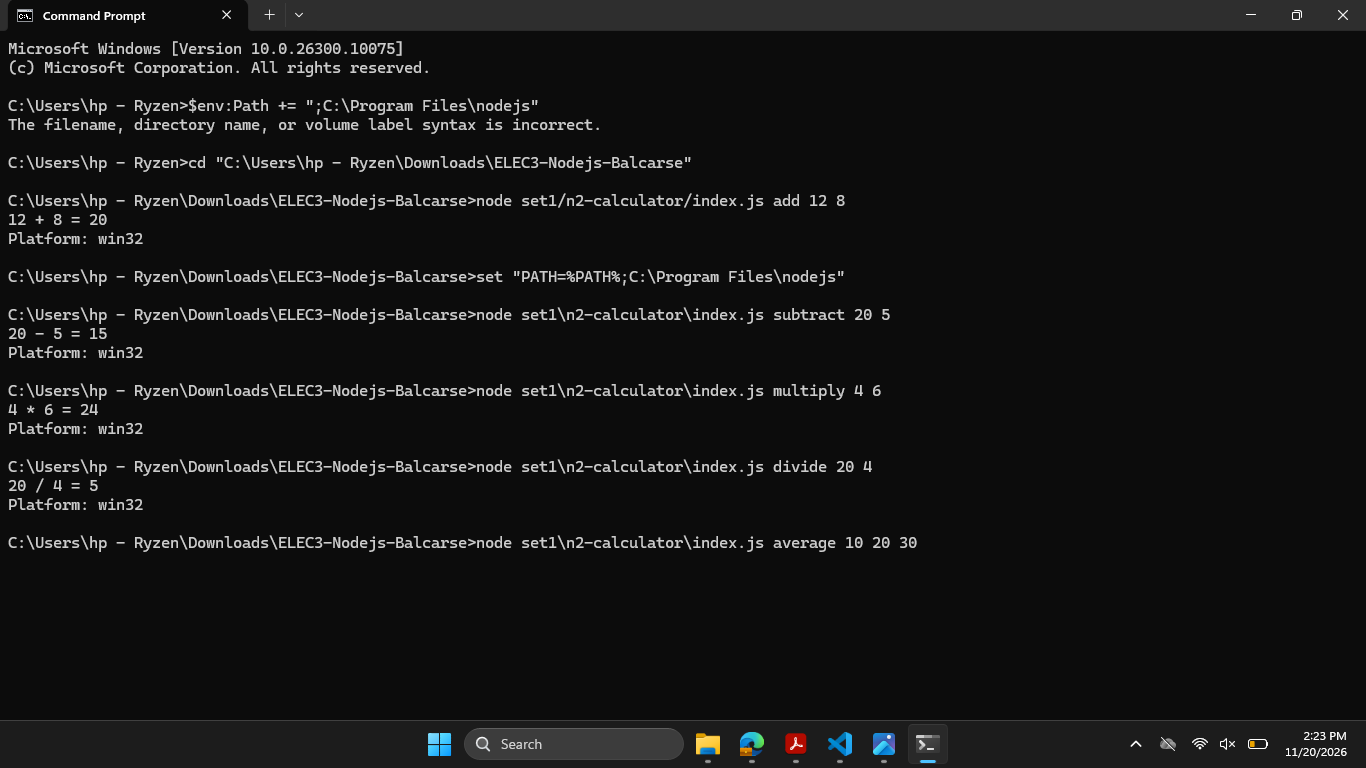 Command Prompt
Microsoft Windows [Version 10.0.26300.10075]
(c) Microsoft Corporation. All rights reserved.
C:\Users\hp - Ryzen>$env:Path += ";C:\Program Files\nodejs"
The filename, directory name, or volume label syntax is incorrect.
C:\Users\hp - Ryzen>cd "C:\Users\hp - Ryzen\Downloads\ELEC3-Nodejs-Balcarse"
C:\Users\hp - Ryzen\Downloads\ELEC3-Nodejs-Balcarse>node set1/n2-calculator/index.js add 12 8
12 + 8 = 20
Platform: win32
C:\Users\hp - Ryzen\Downloads\ELEC3-Nodejs-Balcarse>set "PATH=%PATH%;C:\Program Files\nodejs"
C:\Users\hp - Ryzen\Downloads\ELEC3-Nodejs-Balcarse>node set1\n2-calculator\index.js subtract 20 5
20 - 5 = 15
Platform: win32
C:\Users\hp - Ryzen\Downloads\ELEC3-Nodejs-Balcarse>node set1\n2-calculator\index.js multiply 4 6
4 * 6 = 24
Platform: win32
C:\Users\hp - Ryzen\Downloads\ELEC3-Nodejs-Balcarse>node set1\n2-calculator\index.js divide 20 4
20 / 4 = 5
Platform: win32
C:\Users\hp - Ryzen\Downloads\ELEC3-Nodejs-Balcarse>node set1\n2-calculator\index.js average 10 20 30
Search
2:23 PM
11/20/2026